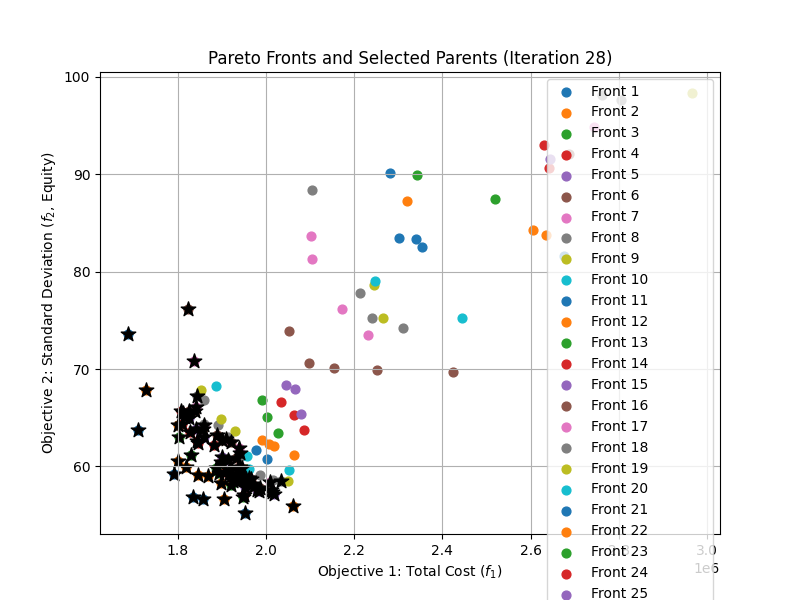 Pareto Fronts and Selected Parents (Iteration 28)
Objective 2: Standard Deviation (f2, Equity)
100
90
80
70
60
1.8
2.0
2.2
2.4
2.6
2.8
3.0
1e6
Objective 1: Total Cost (f1)
Front 1
Front 2
Front 3
Front 4
Front 5
Front 6
Front 7
Front 8
Front 9
Front 10
Front 11
Front 12
Front 13
Front 14
Front 15
Front 16
Front 17
Front 18
Front 19
Front 20
Front 21
Front 22
Front 23
Front 24
Front 25